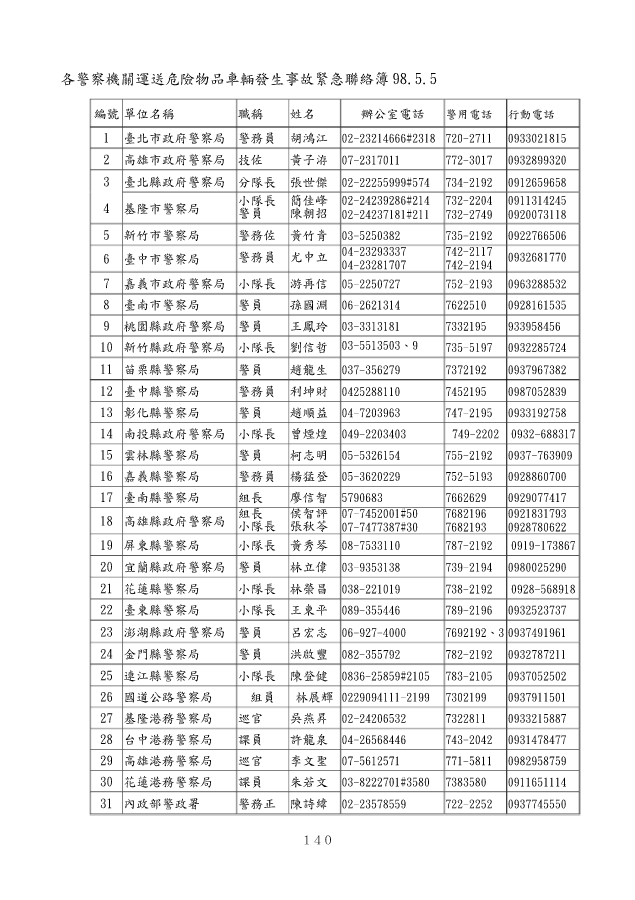 各警察機關運送危險物品車輛發生事故緊急聯絡簿98.5.5
編號 單位名稱 職稱 姓名 辦公室電話 警用電話 行動電話
1 臺北市政府警察局 警務員 胡鴻江 02-23214666#2318 720-2711 0933021815
2 高雄市政府警察局 技佐 黃子洊 07-2317011 772-3017 0932899320
3 臺北縣政府警察局 分隊長 張世傑 02-22255999#574 734-2192 0912659658
4 基隆市警察局 小隊長 簡佳峰 02-24239286#214 732-2204 0911314245
警員 陳朝招 02-24237181#211 732-2749 0920073118
5 新竹市警察局 警務佐 黃竹青 03-5250382 735-2192 0922766506
6 臺中市警察局 警務員 尤中立 04-23293337 742-2117 0932681770
04-23281707 742-2194
7 嘉義市政府警察局 小隊長 游再信 05-2250727 752-2193 0963288532
8 臺南市警察局 警員 孫國淵 06-2621314 7622510 0928161535
9 桃園縣政府警察局 警員 王鳳玲 03-3313181 7332195 933958456
10 新竹縣政府警察局 小隊長 劉信哲 03-5513503、9 735-5197 0932285724
11 苗栗縣警察局 警員 趙龍生 037-356279 7372192 0937967382
12 臺中縣警察局 警務員 利坤財 0425288110 7452195 0987052839
13 彰化縣警察局 警員 趙順益 04-7203963 747-2195 0933192758
14 南投縣政府警察局 小隊長 曾煙煌 049-2203403 749-2202 0932-688317
15 雲林縣警察局 警員 柯志明 05-5326154 755-2192 0937-763909
16 嘉義縣警察局 警務員 楊猛登 05-3620229 752-5193 0928860700
17 臺南縣警察局 組長 廖信智 5790683 7662629 0929077417
18 高雄縣政府警察局 組長 侯智評 07-7452001#50 7682196 0921831793
小隊長 張秋苓 07-7477387#30 7682193 0928780622
19 屏東縣警察局 小隊長 黃秀琴 08-7533110 787-2192 0919-173867
20 宜蘭縣政府警察局 職員 林立偉 03-9353138 739-2194 0980025290
21 花蓮縣警察局 小隊長 林榮昌 038-221019 738-2192 0928-568918
22 臺東縣警察局 小隊長 王東平 089-355446 789-2196 0932523737
23 澎湖縣政府警察局 警員 呂宏志 06-927-4000 7692192、3 0937491961
24 金門縣警察局 警員 洪啟豐 082-355792 782-2192 0932787211
25 連江縣警察局 小隊長 陳登健 0836-25859#2105 783-2105 0937052502
26 國道公路警察局 組員 林展輝 0229094111-2199 7302199 0937911501
27 基隆港務警察局 巡官 吳燕昇 02-24206532 7322811 0933215887
28 台中港務警察局 課員 許龍泉 04-26568446 743-2042 0931478477
29 高雄港務警察局 巡官 李文聖 07-5612571 771-5811 0982958759
30 花蓮港務警察局 課員 朱若文 03-8222701#3580 7383580 0911651114
31 內政部警政署 警務正 陳詩緯 02-23578559 722-2252 0937745550
140